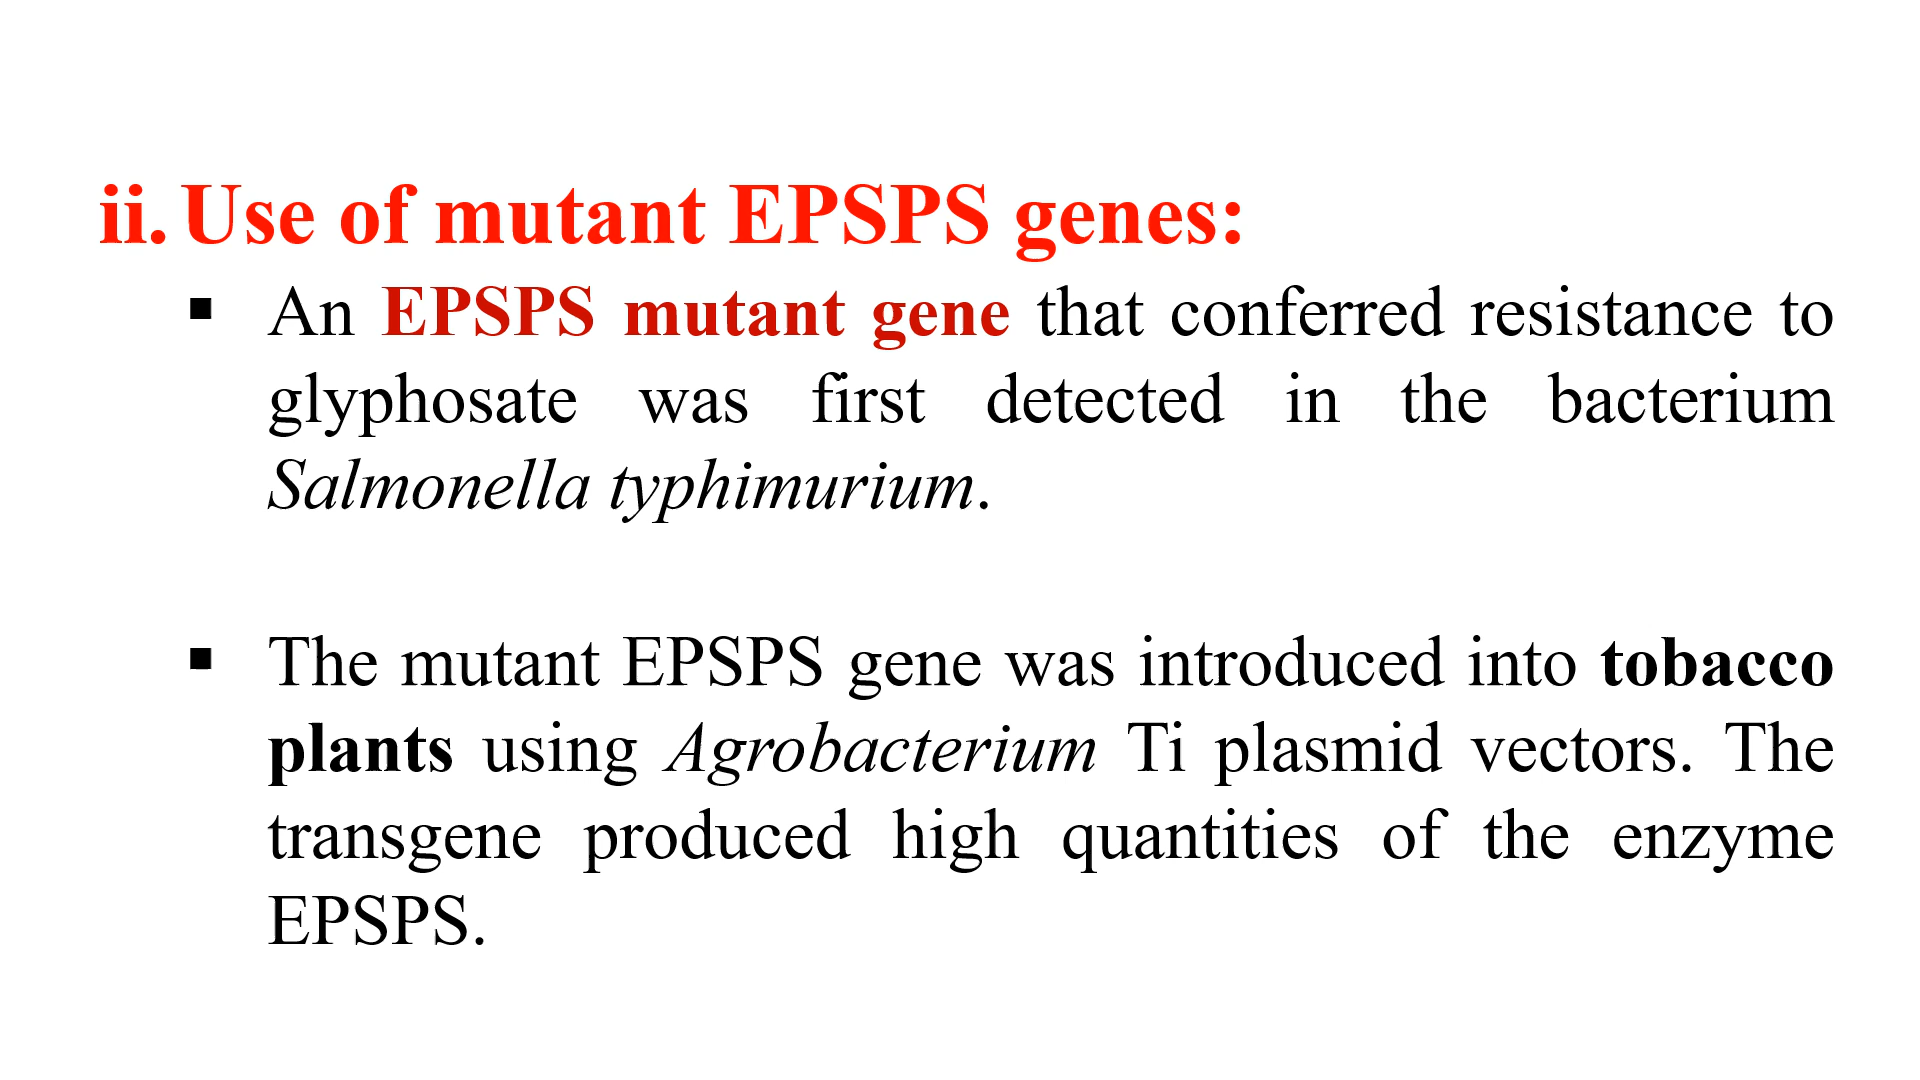 ii. Use of mutant EPSPS genes:
▪ An EPSPS mutant gene that conferred resistance to
glyphosate was first detected in the bacterium
Salmonella typhimurium.
▪ The mutant EPSPS gene was introduced into tobacco
plants using Agrobacterium Ti plasmid vectors. The
transgene produced high quantities of the enzyme
EPSPS.